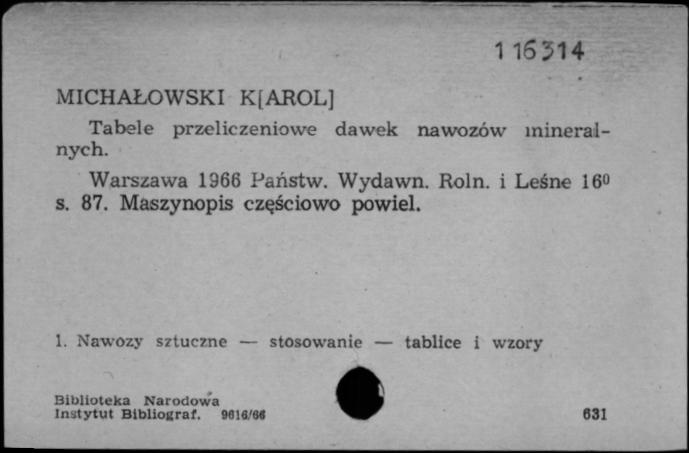 116314
MICHAŁOWSKI K[AROL]
Tabele przeliczeniowe dawek nawozów mineral-
nych.
Warszawa 1966 Państw. Wydawn. Roln. i Leśne 16⁰
s. 87. Maszynopis częściowo powiel.
1. Nawozy sztuczne — stosowanie — tablice i wzory
Biblioteka Narodowa
Instytut Bibliograf. 9616/66 631